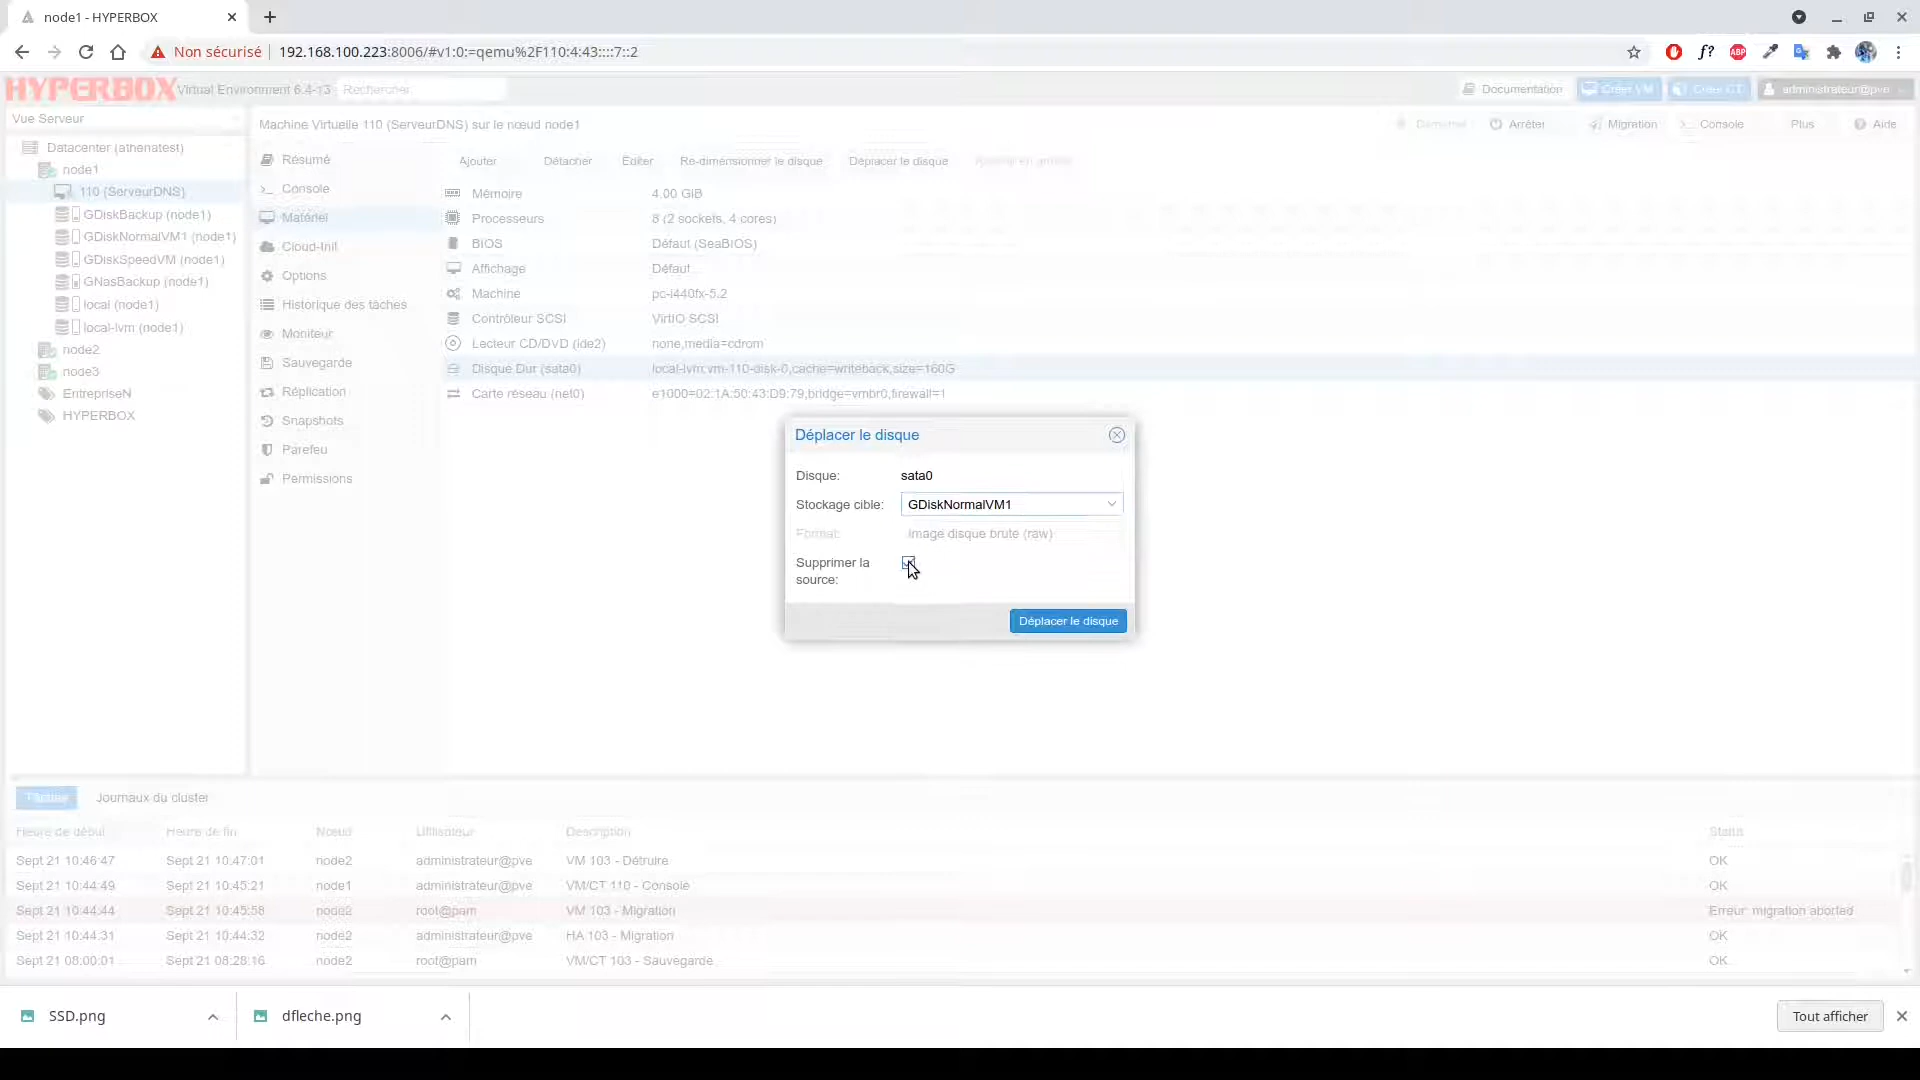 node1 - HYPERBOX
Non sécurisé 192.168.100.223:8006/#v1:0:=qemu%2F110:4:43::::7::2
HYPERBOX Virtual Environment 6.4-13 Rechercher Documentation Créer VM Créer CT administrateur@pve
Vue Serveur
Machine Virtuelle 110 (ServeurDNS) sur le nœud node1 Démarrer Arrêter Migration Console Plus Aide
Datacenter (athenatest)
node1
110 (ServeurDNS)
GDiskBackup (node1)
GDiskNormalVM1 (node1)
GDiskSpeedVM (node1)
GNasBackup (node1)
local (node1)
local-lvm (node1)
node2
node3
EntrepriseN
HYPERBOX
Résumé
Console
Matériel
Cloud-Init
Options
Historique des tâches
Moniteur
Sauvegarde
Réplication
Snapshots
Parefeu
Permissions
Ajouter Détacher Éditer Re-dimensionner le disque Déplacer le disque
Mémoire 4.00 GiB
Processeurs 8 (2 sockets, 4 cores)
BIOS Défaut (SeaBIOS)
Affichage Défaut
Machine pc-i440fx-5.2
Contrôleur SCSI VirtIO SCSI
Lecteur CD/DVD (ide2) none,media=cdrom
Disque Dur (sata0) local-lvm:vm-110-disk-0,cache=writeback,size=160G
Carte réseau (net0) e1000=02:1A:50:43:D9:79,bridge=vmbr0,firewall=1
Déplacer le disque
Disque: sata0
Stockage cible: GDiskNormalVM1
Format: Image disque brute (raw)
Supprimer la
source:
Déplacer le disque
Tâches Journaux du cluster
Heure de début Heure de fin Nœud Utilisateur Description Status
Sept 21 10:46:47 Sept 21 10:47:01 node2 administrateur@pve VM 103 - Détruire OK
Sept 21 10:44:49 Sept 21 10:45:21 node1 administrateur@pve VM/CT 110 - Console OK
Sept 21 10:44:44 Sept 21 10:45:58 node2 root@pam VM 103 - Migration Erreur: migration aborted
Sept 21 10:44:31 Sept 21 10:44:32 node2 administrateur@pve HA 103 - Migration OK
Sept 21 08:00:01 Sept 21 08:28:16 node2 root@pam VM/CT 103 - Sauvegarde OK
SSD.png dfleche.png Tout afficher